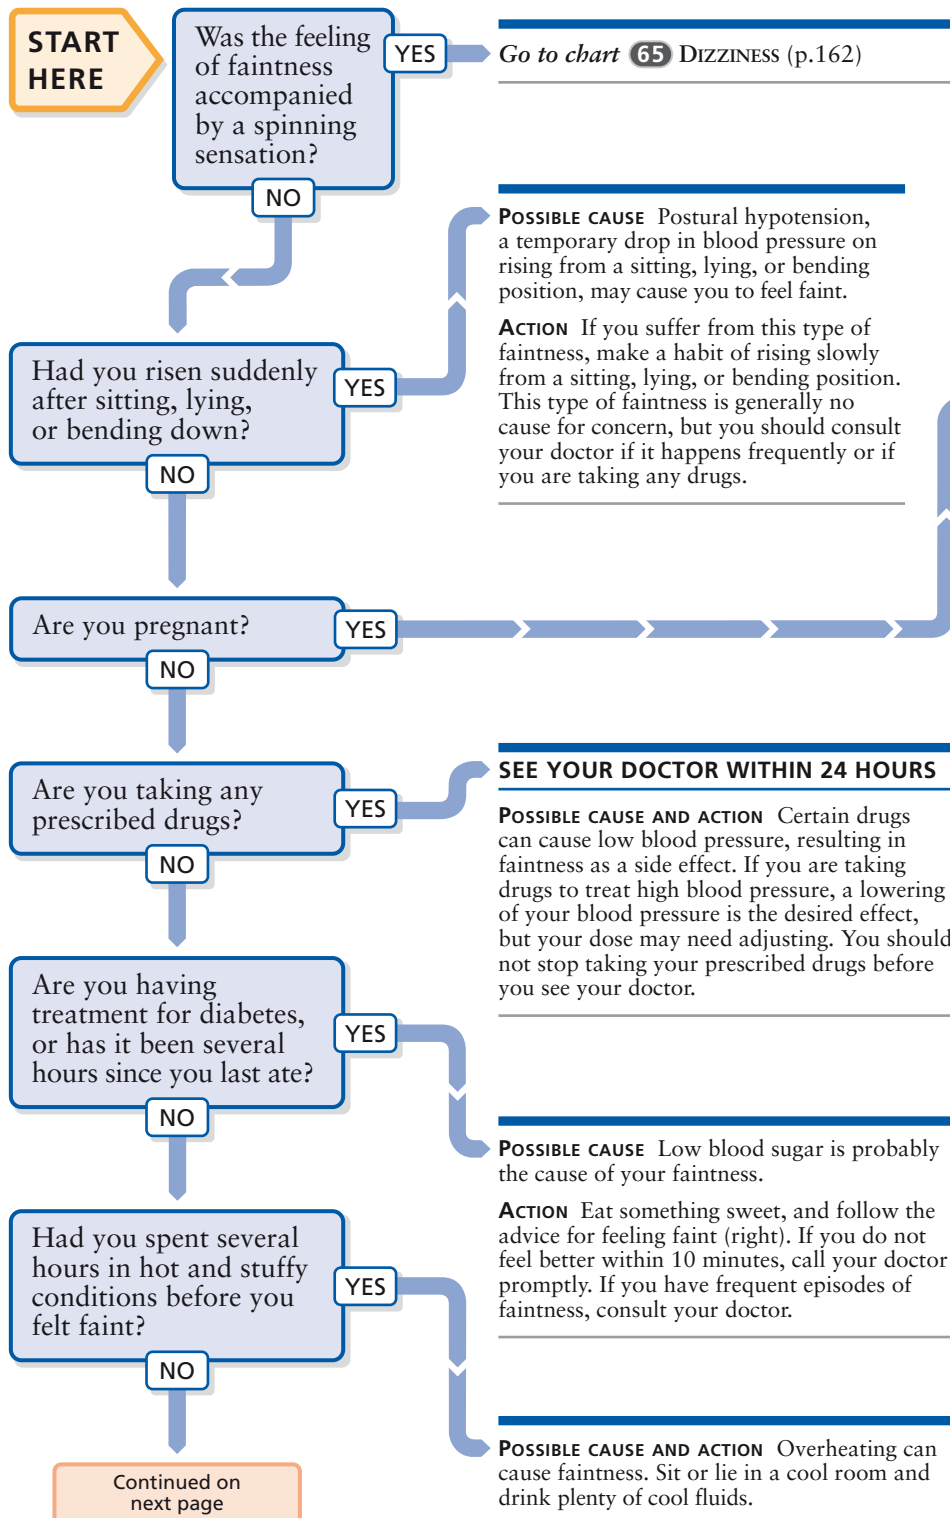 START
HERE
Was the feeling
of faintness
accompanied
by a spinning
sensation?
YES
Go to chart 65 DIZZINESS (p.162)
NO
POSSIBLE CAUSE Postural hypotension,
a temporary drop in blood pressure on
rising from a sitting, lying, or bending
position, may cause you to feel faint.
ACTION If you suffer from this type of
faintness, make a habit of rising slowly
from a sitting, lying, or bending position.
This type of faintness is generally no
cause for concern, but you should consult
your doctor if it happens frequently or if
you are taking any drugs.
Had you risen suddenly
after sitting, lying,
or bending down?
YES
NO
Are you pregnant?
YES
NO
Are you taking any
prescribed drugs?
YES
NO
SEE YOUR DOCTOR WITHIN 24 HOURS
POSSIBLE CAUSE AND ACTION Certain drugs
can cause low blood pressure, resulting in
faintness as a side effect. If you are taking
drugs to treat high blood pressure, a lowering
of your blood pressure is the desired effect,
but your dose may need adjusting. You should
not stop taking your prescribed drugs before
you see your doctor.
Are you having
treatment for diabetes,
or has it been several
hours since you last ate?
YES
NO
POSSIBLE CAUSE Low blood sugar is probably
the cause of your faintness.
ACTION Eat something sweet, and follow the
advice for feeling faint (right). If you do not
feel better within 10 minutes, call your doctor
promptly. If you have frequent episodes of
faintness, consult your doctor.
Had you spent several
hours in hot and stuffy
conditions before you
felt faint?
YES
NO
POSSIBLE CAUSE AND ACTION Overheating can
cause faintness. Sit or lie in a cool room and
drink plenty of cool fluids.
Continued on
next page